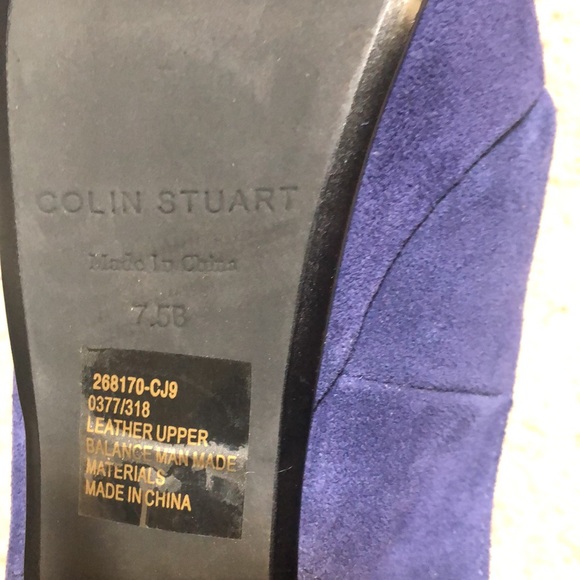 COLIN STUART
Made in China
7.5B
268170-CJ9
0377/318
LEATHER UPPER
BALANCE MAN MADE
MATERIALS
MADE IN CHINA